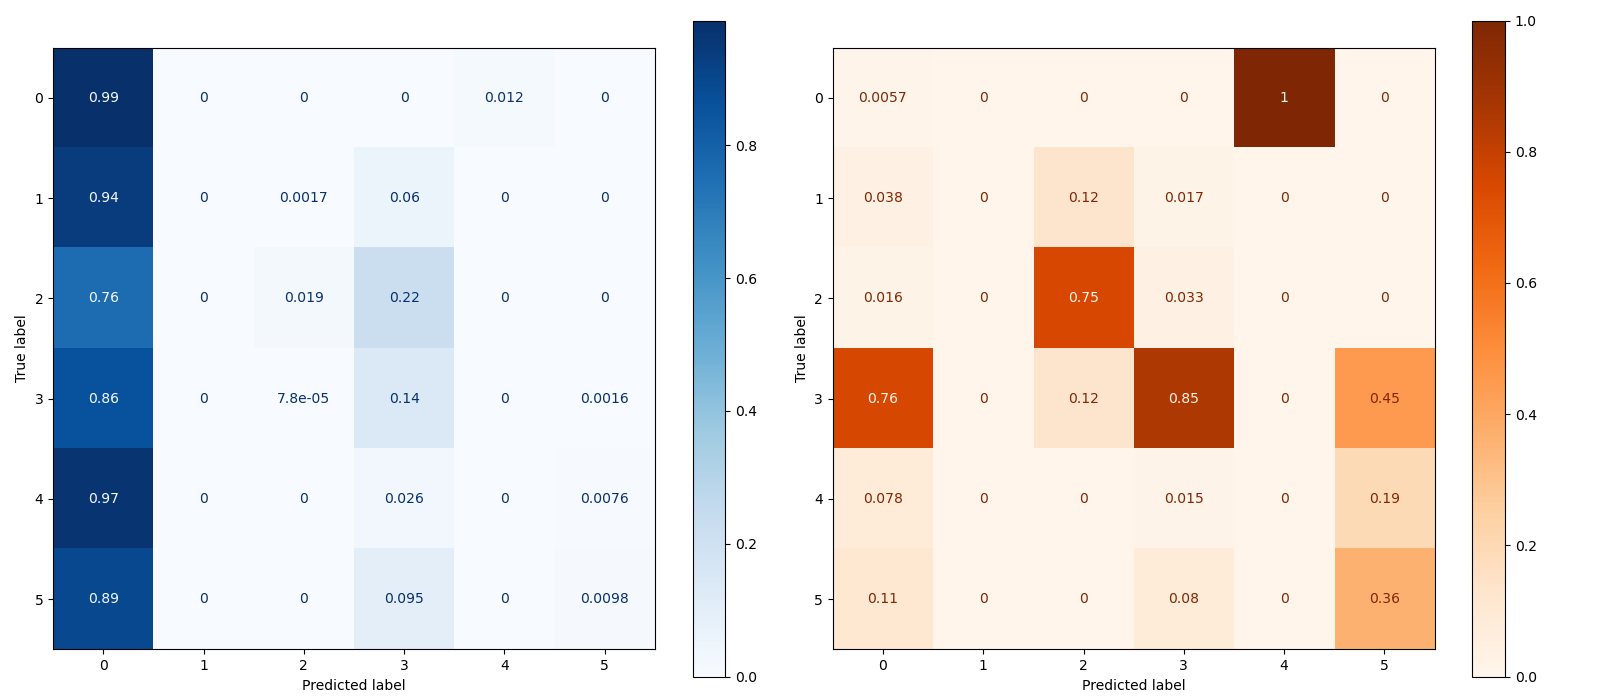 0 0.99 0 0 0 0.012 0
1 0.94 0 0.0017 0.06 0 0
2 0.76 0 0.019 0.22 0 0
3 0.86 0 7.8e-05 0.14 0 0.0016
4 0.97 0 0 0.026 0 0.0076
5 0.89 0 0 0.095 0 0.0098
0 1 2 3 4 5
Predicted label
True label
0.8
0.6
0.4
0.2
0.0
0 0.0057 0 0 0 1 0
1 0.038 0 0.12 0.017 0 0
2 0.016 0 0.75 0.033 0 0
3 0.76 0 0.12 0.85 0 0.45
4 0.078 0 0 0.015 0 0.19
5 0.11 0 0 0.08 0 0.36
0 1 2 3 4 5
Predicted label
True label
1.0
0.8
0.6
0.4
0.2
0.0